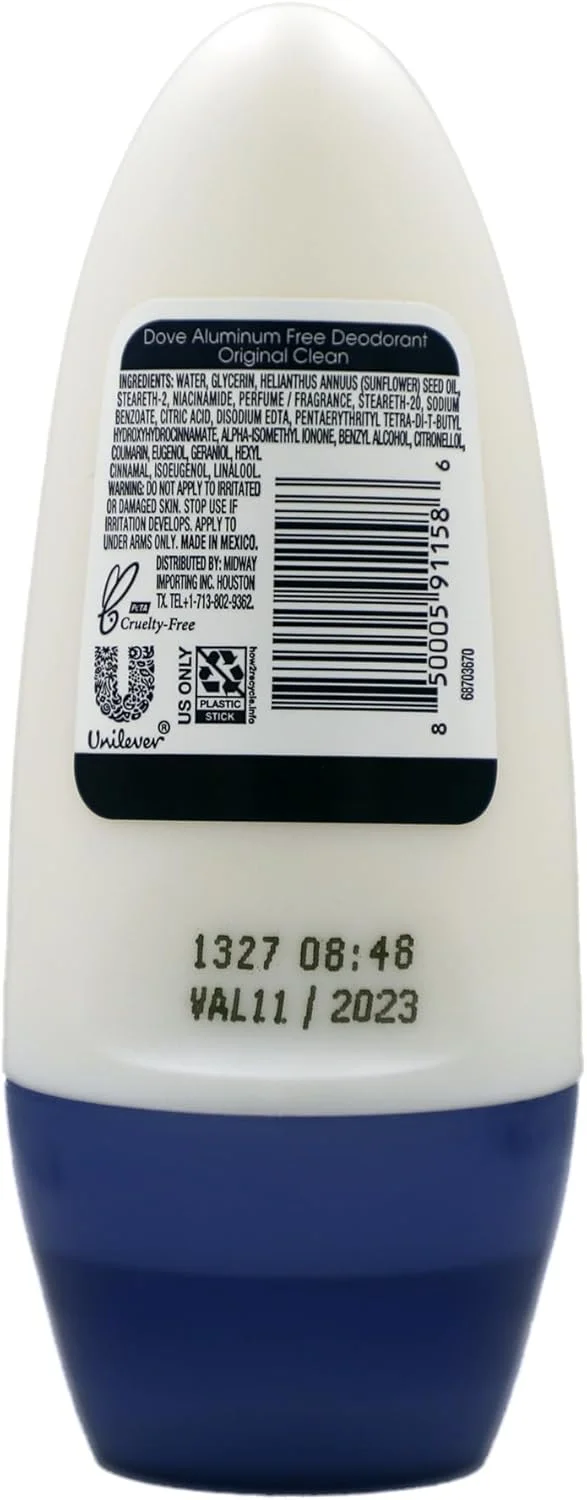 Dove Aluminum Free Deodorant
Original Clean
INGREDIENTS: WATER, GLYCERIN, HELIANTHUS ANNUUS (SUNFLOWER) SEED OIL,
STEARETH-2, NIACINAMIDE, PERFUME / FRAGRANCE, STEARETH-20, SODIUM
BENZOATE, CITRIC ACID, DISODIUM EDTA, PENTAERYTHRITYL TETRA-DI-T-BUTYL
HYDROXYHYDROCINNAMATE, ALPHA-ISOMETHYL IONONE, BENZYL ALCOHOL, CITRONELLOL,
COUMARIN, EUGENOL, GERANIOL, HEXYL
CINNAMAL, ISOEUGENOL, LINALOOL.
WARNING: DO NOT APPLY TO IRRITATED
OR DAMAGED SKIN. STOP USE IF
IRRITATION DEVELOPS. APPLY TO
UNDER ARMS ONLY. MADE IN MEXICO.
DISTRIBUTED BY: MIDWAY
IMPORTING INC. HOUSTON
TX. TEL+1-713-802-9362.
PETA
Cruelty-Free
Unilever®
US ONLY
PLASTIC
STICK
how2recycle.info
8 50005 91158 6
68703670
1327 08:48
VAL11 / 2023